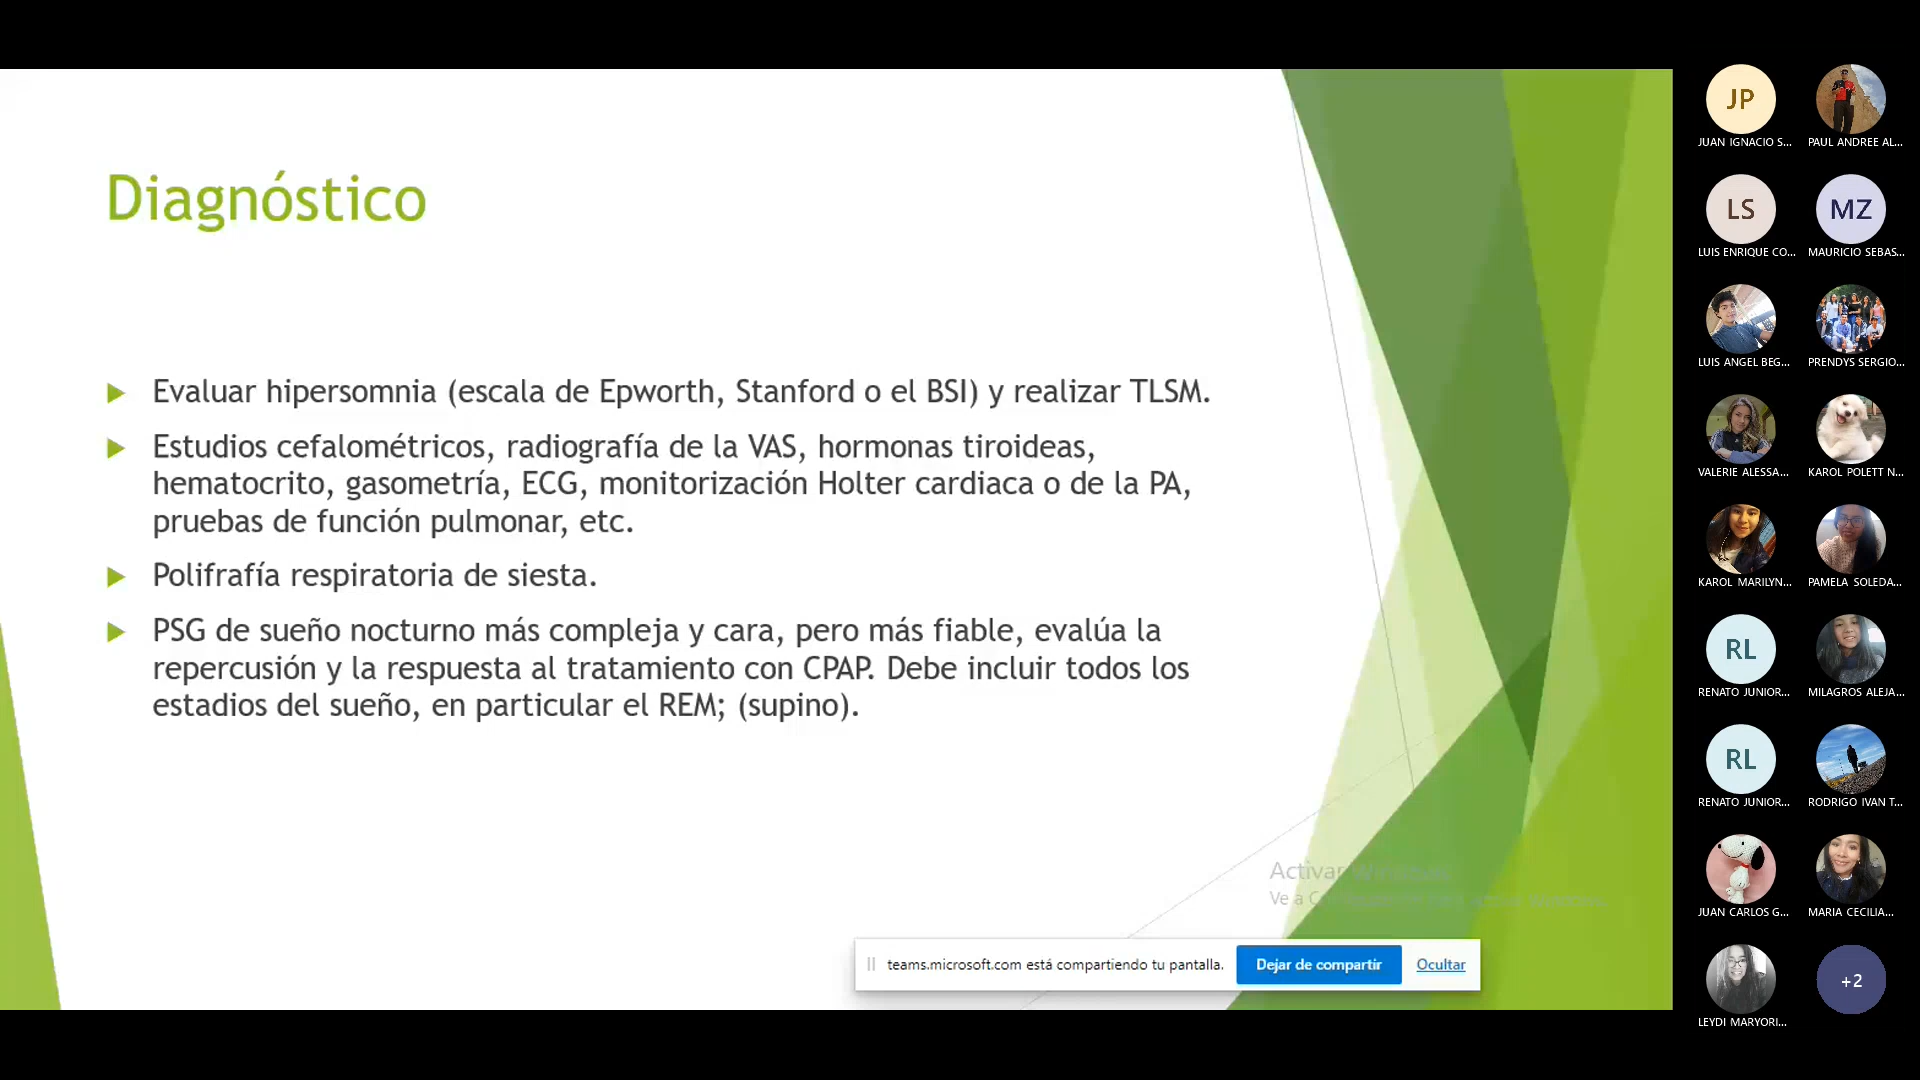 Diagnóstico
Evaluar hipersomnia (escala de Epworth, Stanford o el BSI) y realizar TLSM.
Estudios cefalométricos, radiografía de la VAS, hormonas tiroideas,
hematocrito, gasometría, ECG, monitorización Holter cardiaca o de la PA,
pruebas de función pulmonar, etc.
Polifrafía respiratoria de siesta.
PSG de sueño nocturno más compleja y cara, pero más fiable, evalúa la
repercusión y la respuesta al tratamiento con CPAP. Debe incluir todos los
estadios del sueño, en particular el REM; (supino).
Activar Windows
Ve a
teams.microsoft.com está compartiendo tu pantalla.
Dejar de compartir
Ocultar
JP
JUAN IGNACIO S...
PAUL ANDREE AL...
LS
LUIS ENRIQUE CO...
MZ
MAURICIO SEBAS...
LUIS ANGEL BEG...
PRENDYS SERGIO...
VALERIE ALESSA...
KAROL POLETT N...
KAROL MARILYN...
PAMELA SOLEDA...
RL
RENATO JUNIOR...
MILAGROS ALEJA...
RL
RENATO JUNIOR...
RODRIGO IVAN T...
JUAN CARLOS G...
MARIA CECILIA...
LEYDI MARYORI...
+2